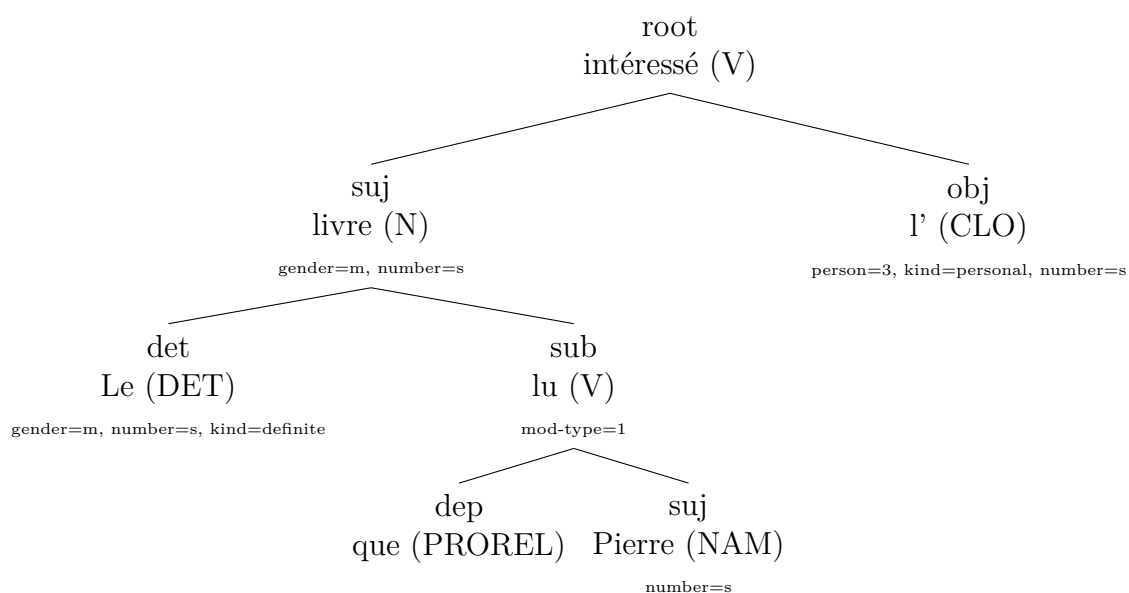 root
intéressé (V)
suj
livre (N)
gender=m, number=s
obj
l' (CLO)
person=3, kind=personal, number=s
det
Le (DET)
gender=m, number=s, kind=definite
sub
lu (V)
mod-type=1
dep
que (PROREL)
suj
Pierre (NAM)
number=s